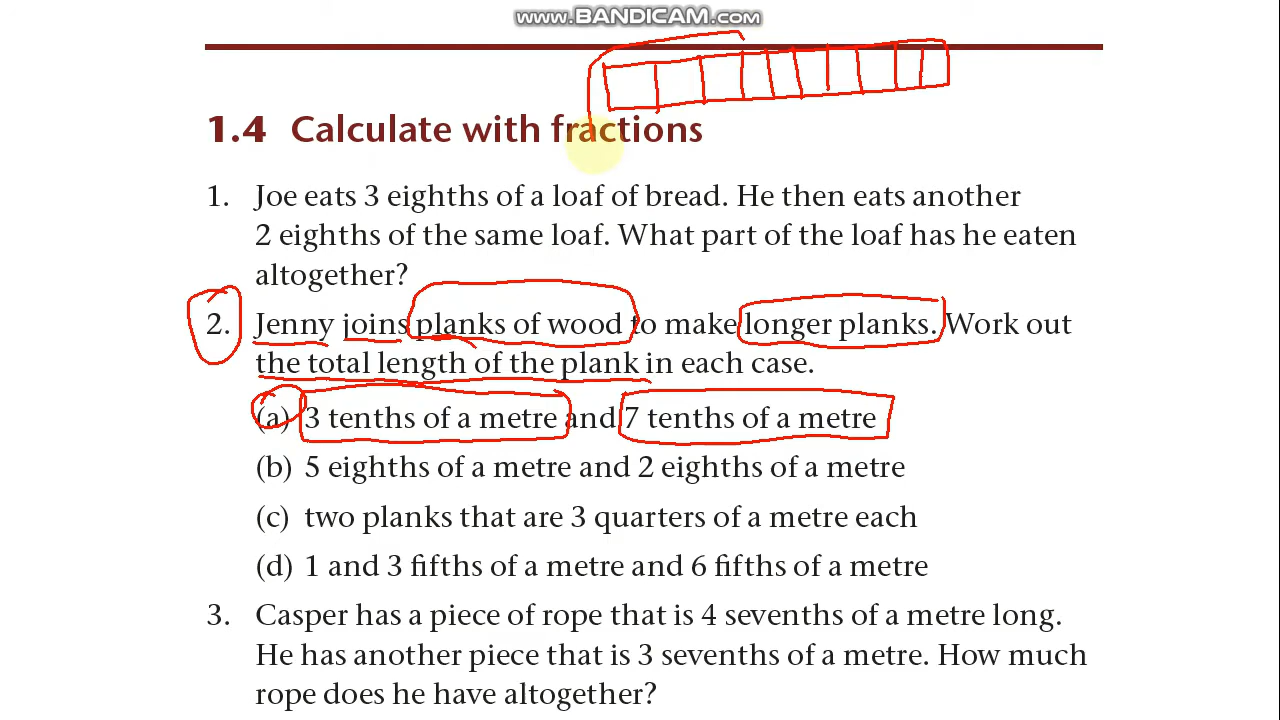 www.BANDICAM.com
1.4 Calculate with fractions
1. Joe eats 3 eighths of a loaf of bread. He then eats another
2 eighths of the same loaf. What part of the loaf has he eaten
altogether?
2. Jenny joins planks of wood to make longer planks. Work out
the total length of the plank in each case.
(a) 3 tenths of a metre and 7 tenths of a metre
(b) 5 eighths of a metre and 2 eighths of a metre
(c) two planks that are 3 quarters of a metre each
(d) 1 and 3 fifths of a metre and 6 fifths of a metre
3. Casper has a piece of rope that is 4 sevenths of a metre long.
He has another piece that is 3 sevenths of a metre. How much
rope does he have altogether?